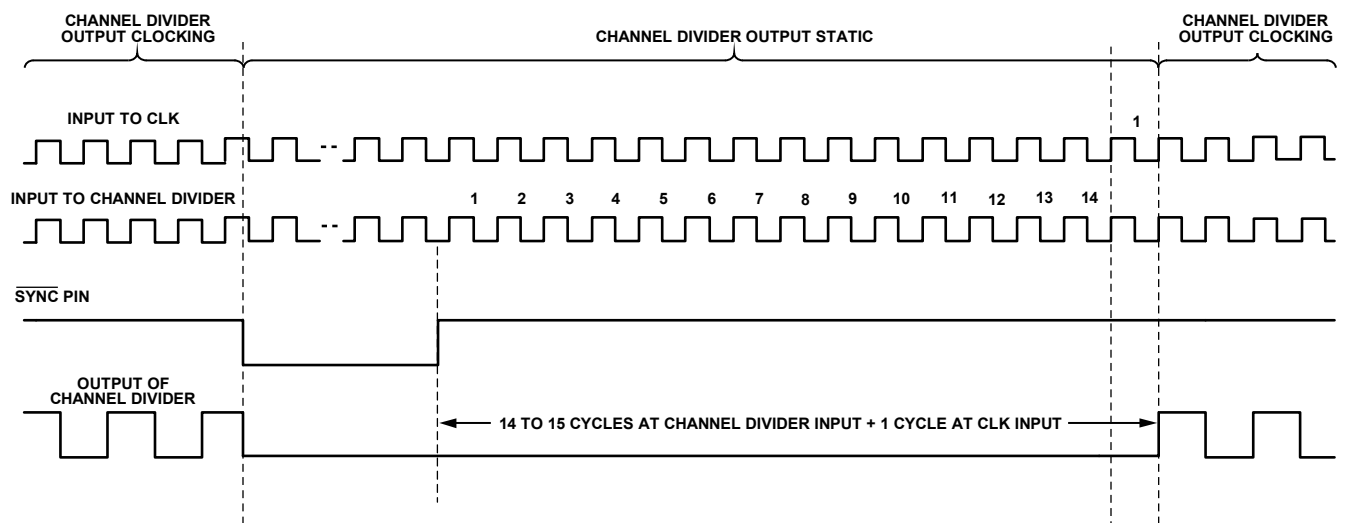 CHANNEL DIVIDER
OUTPUT CLOCKING
CHANNEL DIVIDER OUTPUT STATIC
CHANNEL DIVIDER
OUTPUT CLOCKING
INPUT TO CLK
1
INPUT TO CHANNEL DIVIDER
1 2 3 4 5 6 7 8 9 10 11 12 13 14
SYNC PIN
OUTPUT OF
CHANNEL DIVIDER
14 TO 15 CYCLES AT CHANNEL DIVIDER INPUT + 1 CYCLE AT CLK INPUT